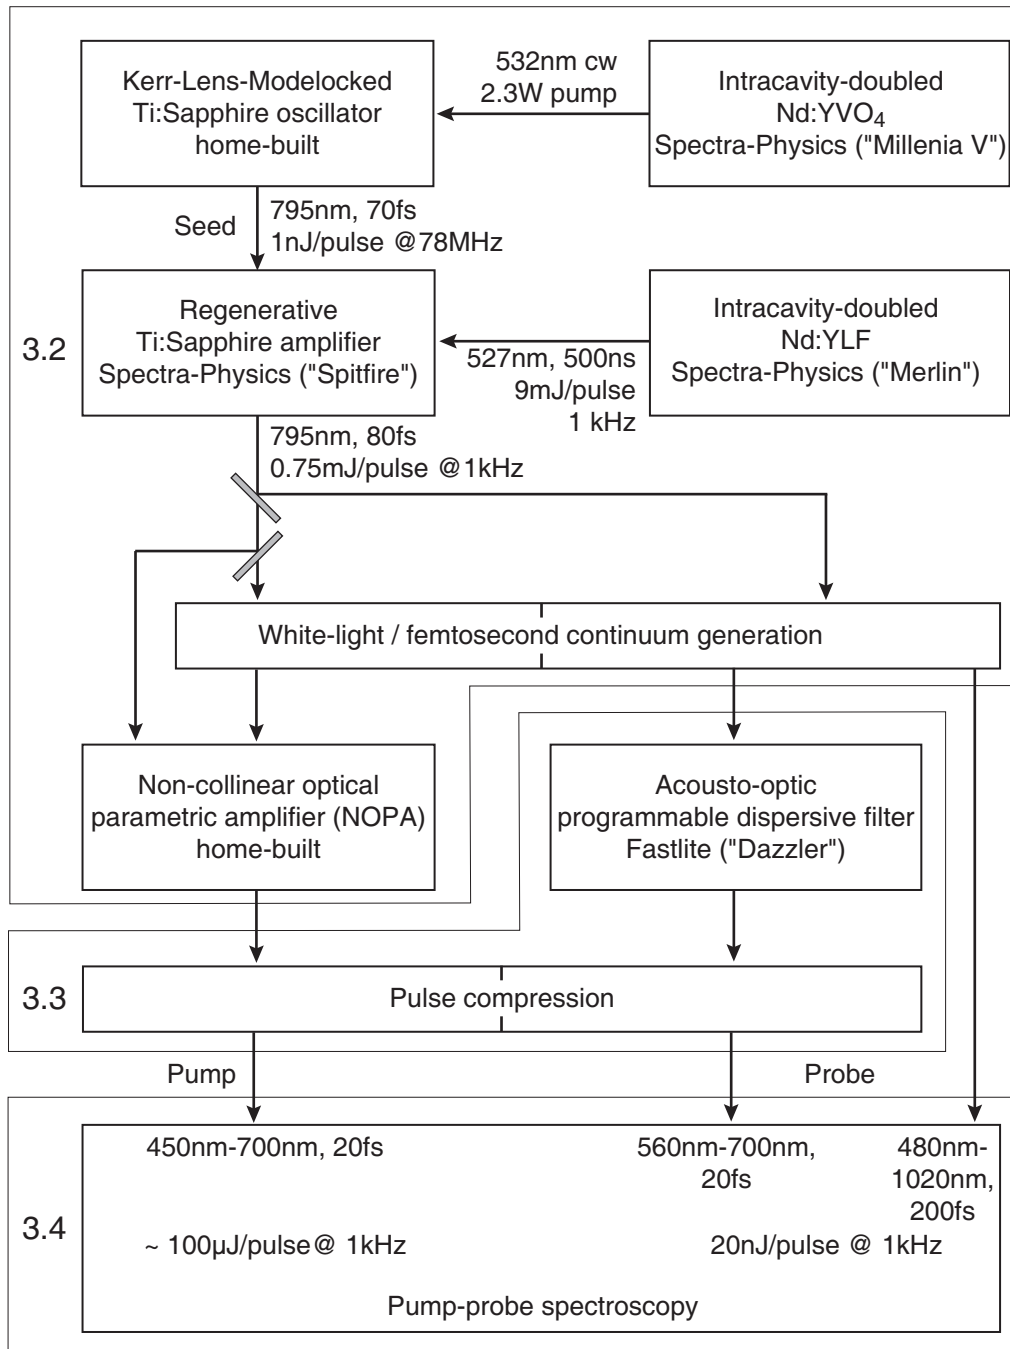 Kerr-Lens-Modelocked
Ti:Sapphire oscillator
home-built
532nm cw
2.3W pump
Intracavity-doubled
Nd:YVO4
Spectra-Physics ("Millenia V")
Seed
795nm, 70fs
1nJ/pulse @78MHz
3.2
Regenerative
Ti:Sapphire amplifier
Spectra-Physics ("Spitfire")
527nm, 500ns
9mJ/pulse
1 kHz
Intracavity-doubled
Nd:YLF
Spectra-Physics ("Merlin")
795nm, 80fs
0.75mJ/pulse @1kHz
White-light / femtosecond continuum generation
Non-collinear optical
parametric amplifier (NOPA)
home-built
Acousto-optic
programmable dispersive filter
Fastlite ("Dazzler")
3.3
Pulse compression
Pump
Probe
3.4
450nm-700nm, 20fs
~ 100µJ/pulse@ 1kHz
560nm-700nm,
20fs
480nm-
1020nm,
200fs
20nJ/pulse @ 1kHz
Pump-probe spectroscopy